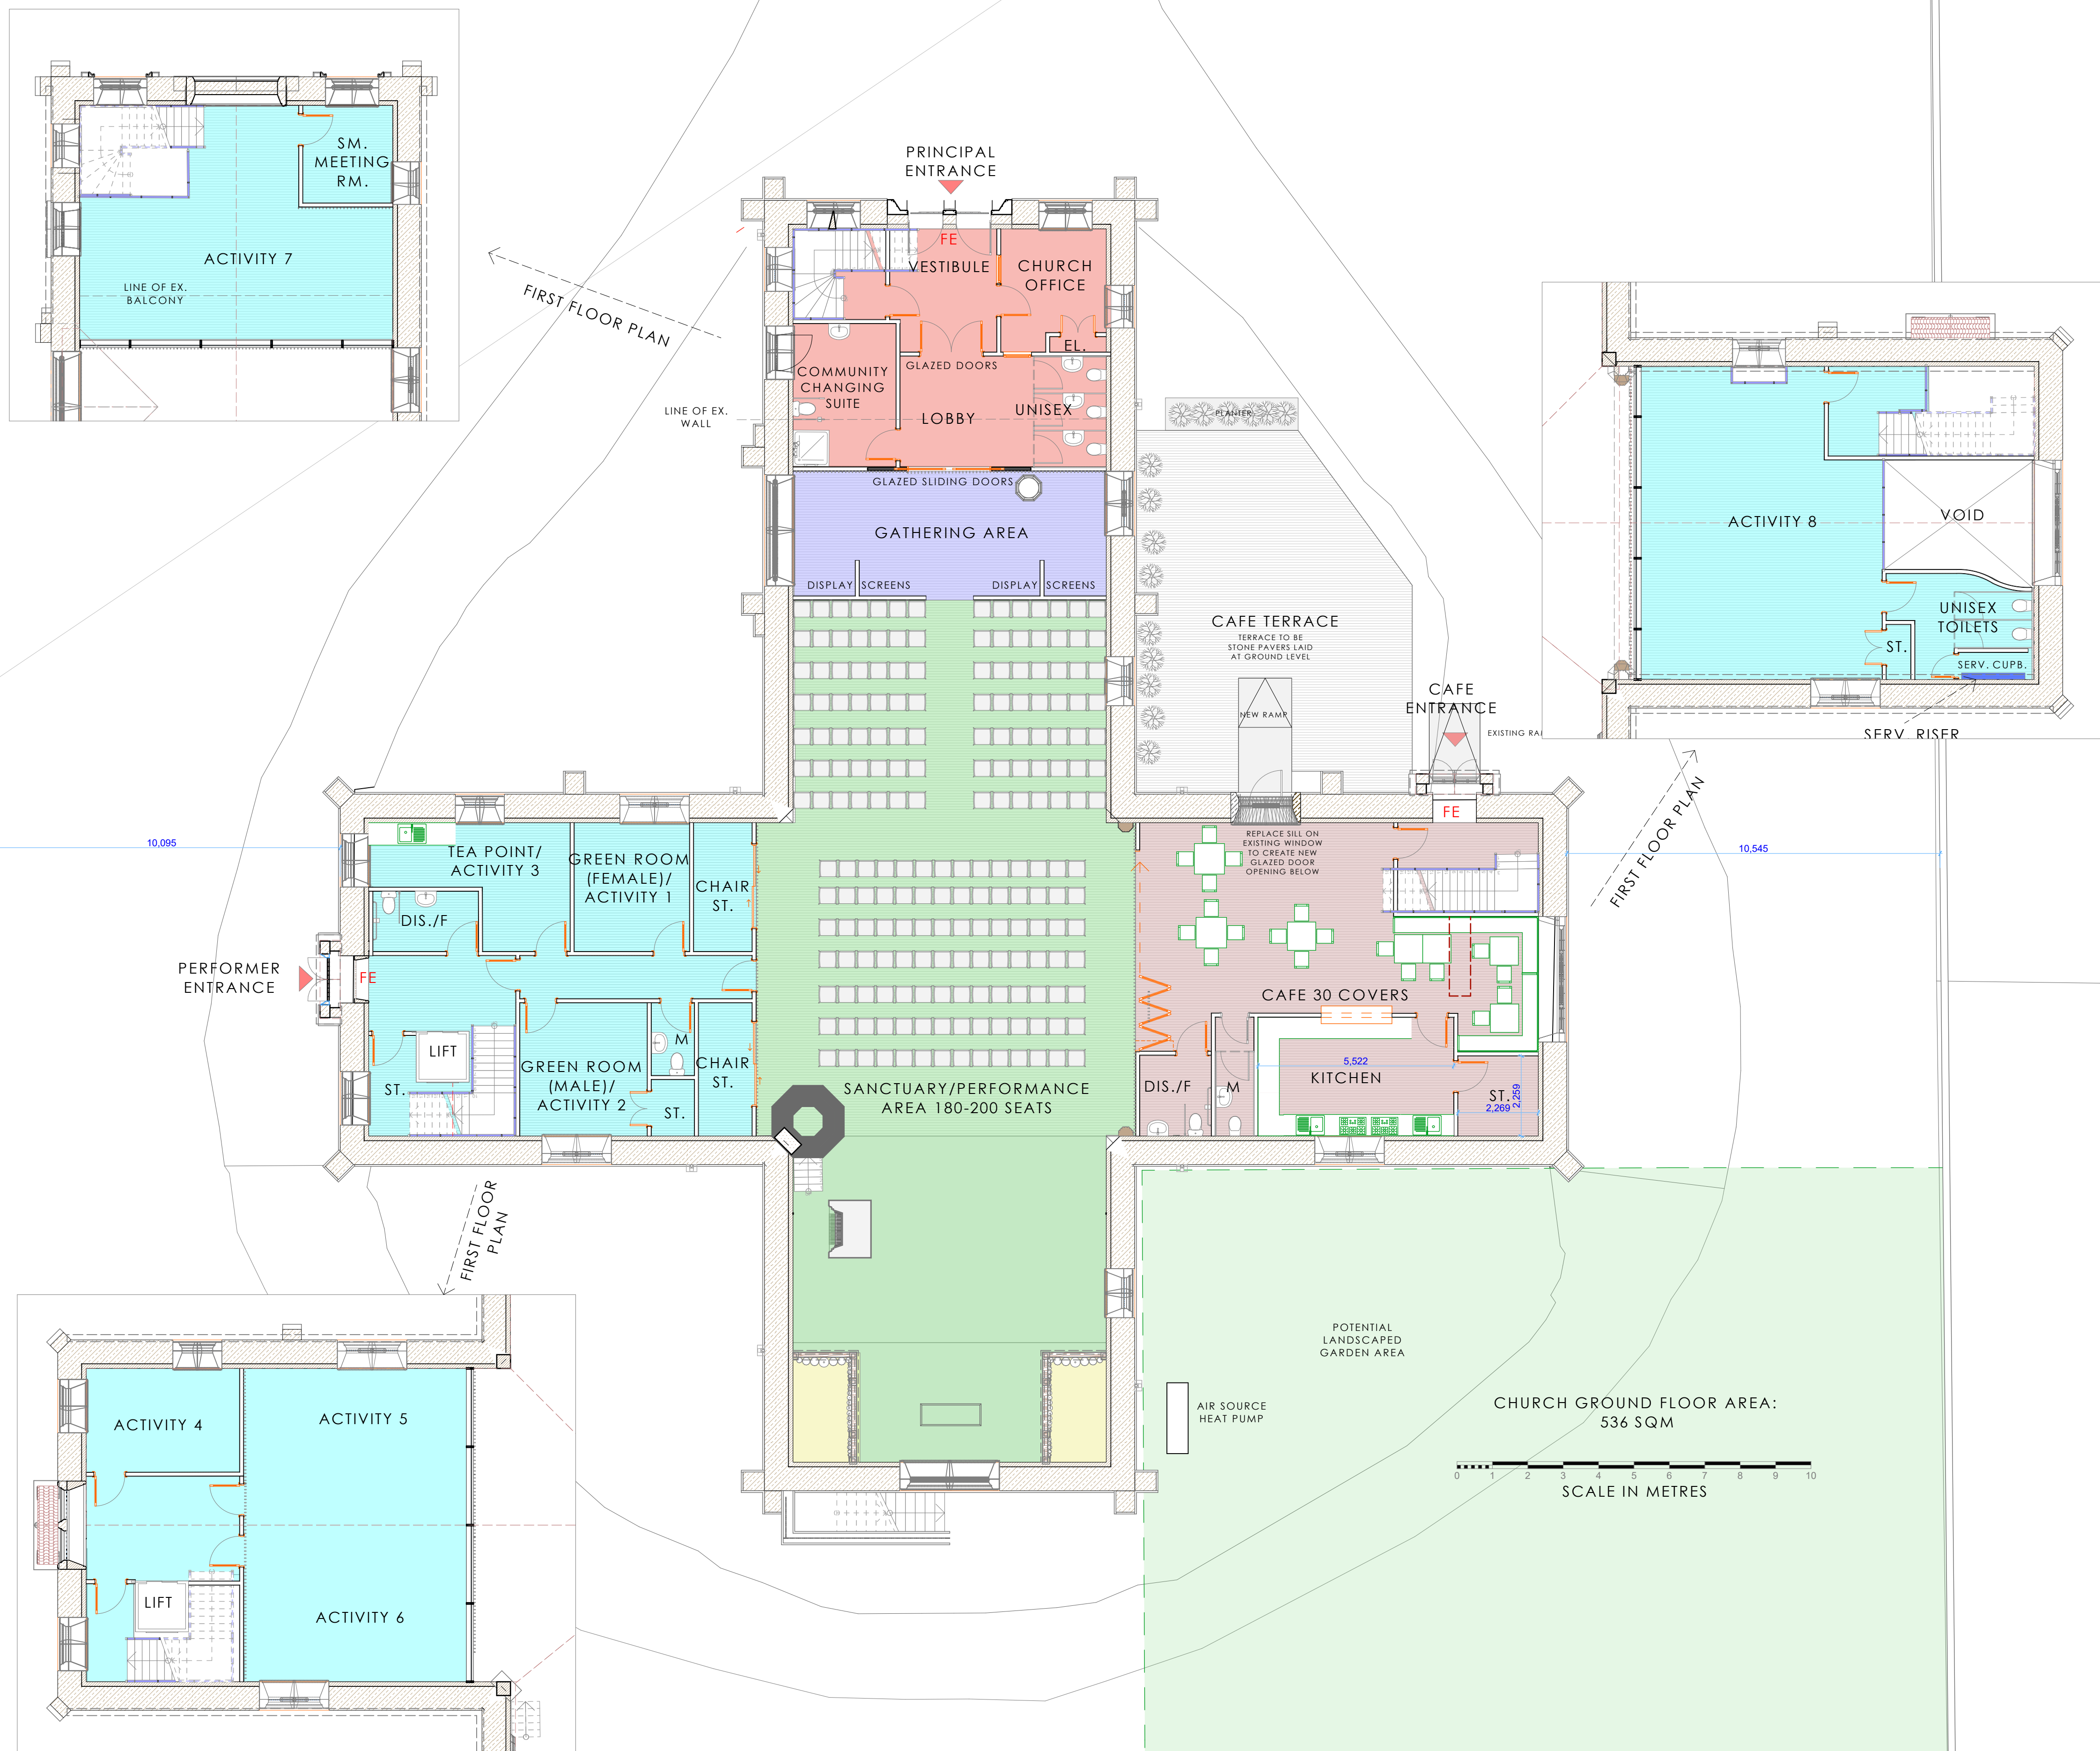 SM.
MEETING
RM.
ACTIVITY 7
LINE OF EX.
BALCONY
FIRST FLOOR PLAN
PRINCIPAL
ENTRANCE
FE
VESTIBULE
CHURCH
OFFICE
EL.
GLAZED DOORS
COMMUNITY
CHANGING
SUITE
LOBBY
UNISEX
LINE OF EX.
WALL
GLAZED SLIDING DOORS
GATHERING AREA
DISPLAY SCREENS
DISPLAY SCREENS
PLANTER
CAFE TERRACE
TERRACE TO BE
STONE PAVERS LAID
AT GROUND LEVEL
NEW RAMP
CAFE
ENTRANCE
EXISTING RA
FE
ACTIVITY 8
VOID
UNISEX
TOILETS
ST.
SERV. CUPB.
SERV. RISER
FIRST FLOOR PLAN
10,095
10,545
TEA POINT/
ACTIVITY 3
GREEN ROOM
(FEMALE)/
ACTIVITY 1
CHAIR
ST.
DIS./F
PERFORMER
ENTRANCE
FE
LIFT
ST.
GREEN ROOM
(MALE)/
ACTIVITY 2
M
ST.
CHAIR
ST.
SANCTUARY/PERFORMANCE
AREA 180-200 SEATS
REPLACE SILL ON
EXISTING WINDOW
TO CREATE NEW
GLAZED DOOR
OPENING BELOW
CAFE 30 COVERS
DIS./F
M
5,522
KITCHEN
ST.
2,269
2,259
FIRST FLOOR
PLAN
ACTIVITY 4
ACTIVITY 5
LIFT
ACTIVITY 6
POTENTIAL
LANDSCAPED
GARDEN AREA
AIR SOURCE
HEAT PUMP
CHURCH GROUND FLOOR AREA:
536 SQM
0 1 2 3 4 5 6 7 8 9 10
SCALE IN METRES